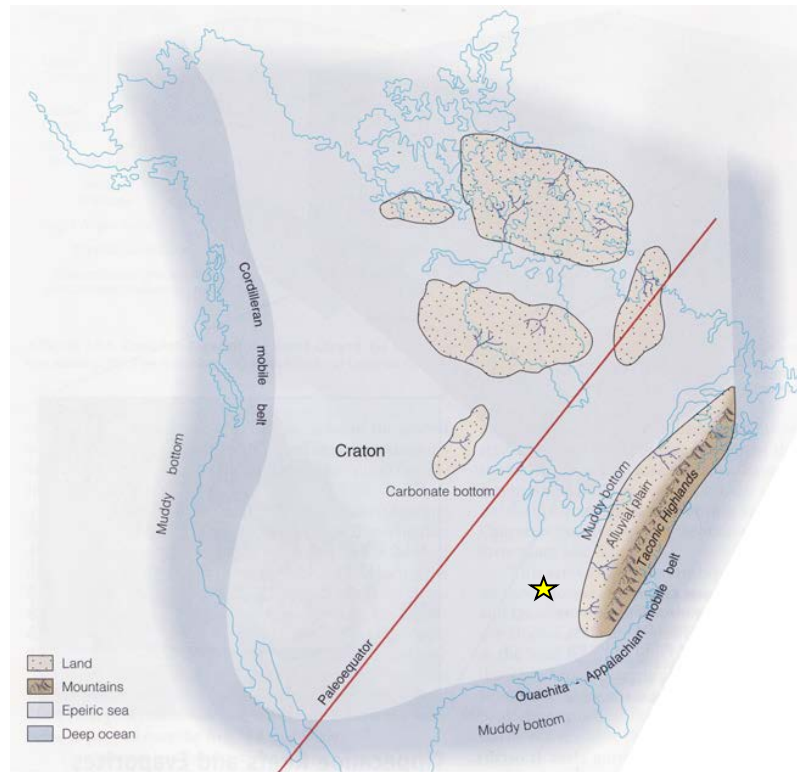 Cordilleran mobile belt
Muddy bottom
Craton
Carbonate bottom
Muddy bottom
Alluvial plain
Taconic Highlands
Paleoequator
Ouachita - Appalachian mobile belt
Muddy bottom
Land
Mountains
Epeiric sea
Deep ocean